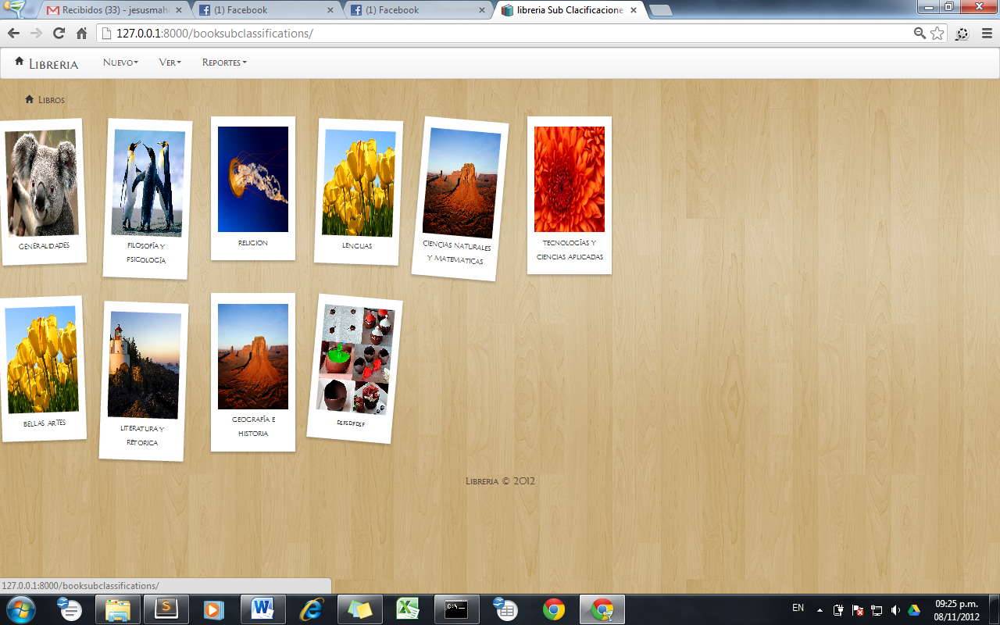 Recibidos (33) - jesusmah
(1) Facebook
(1) Facebook
libreria Sub Clacificacione
127.0.0.1:8000/booksubclassifications/
Libreria
Nuevo
Ver
Reportes
Libros
GENERALIDADES
FILOSOFÍA Y
PSICOLOGÍA
RELIGION
LENGUAS
CIENCIAS NATURALES
Y MATEMATICAS
TECNOLOGÍAS Y
CIENCIAS APLICADAS
BELLAS ARTES
LITERATURA Y
RETORICA
GEOGRAFÍA E
HISTORIA
DSFSDFDSF
Libreria © 2012
127.0.0.1:8000/booksubclassifications/
C:\.
EN
09:25 p.m.
08/11/2012